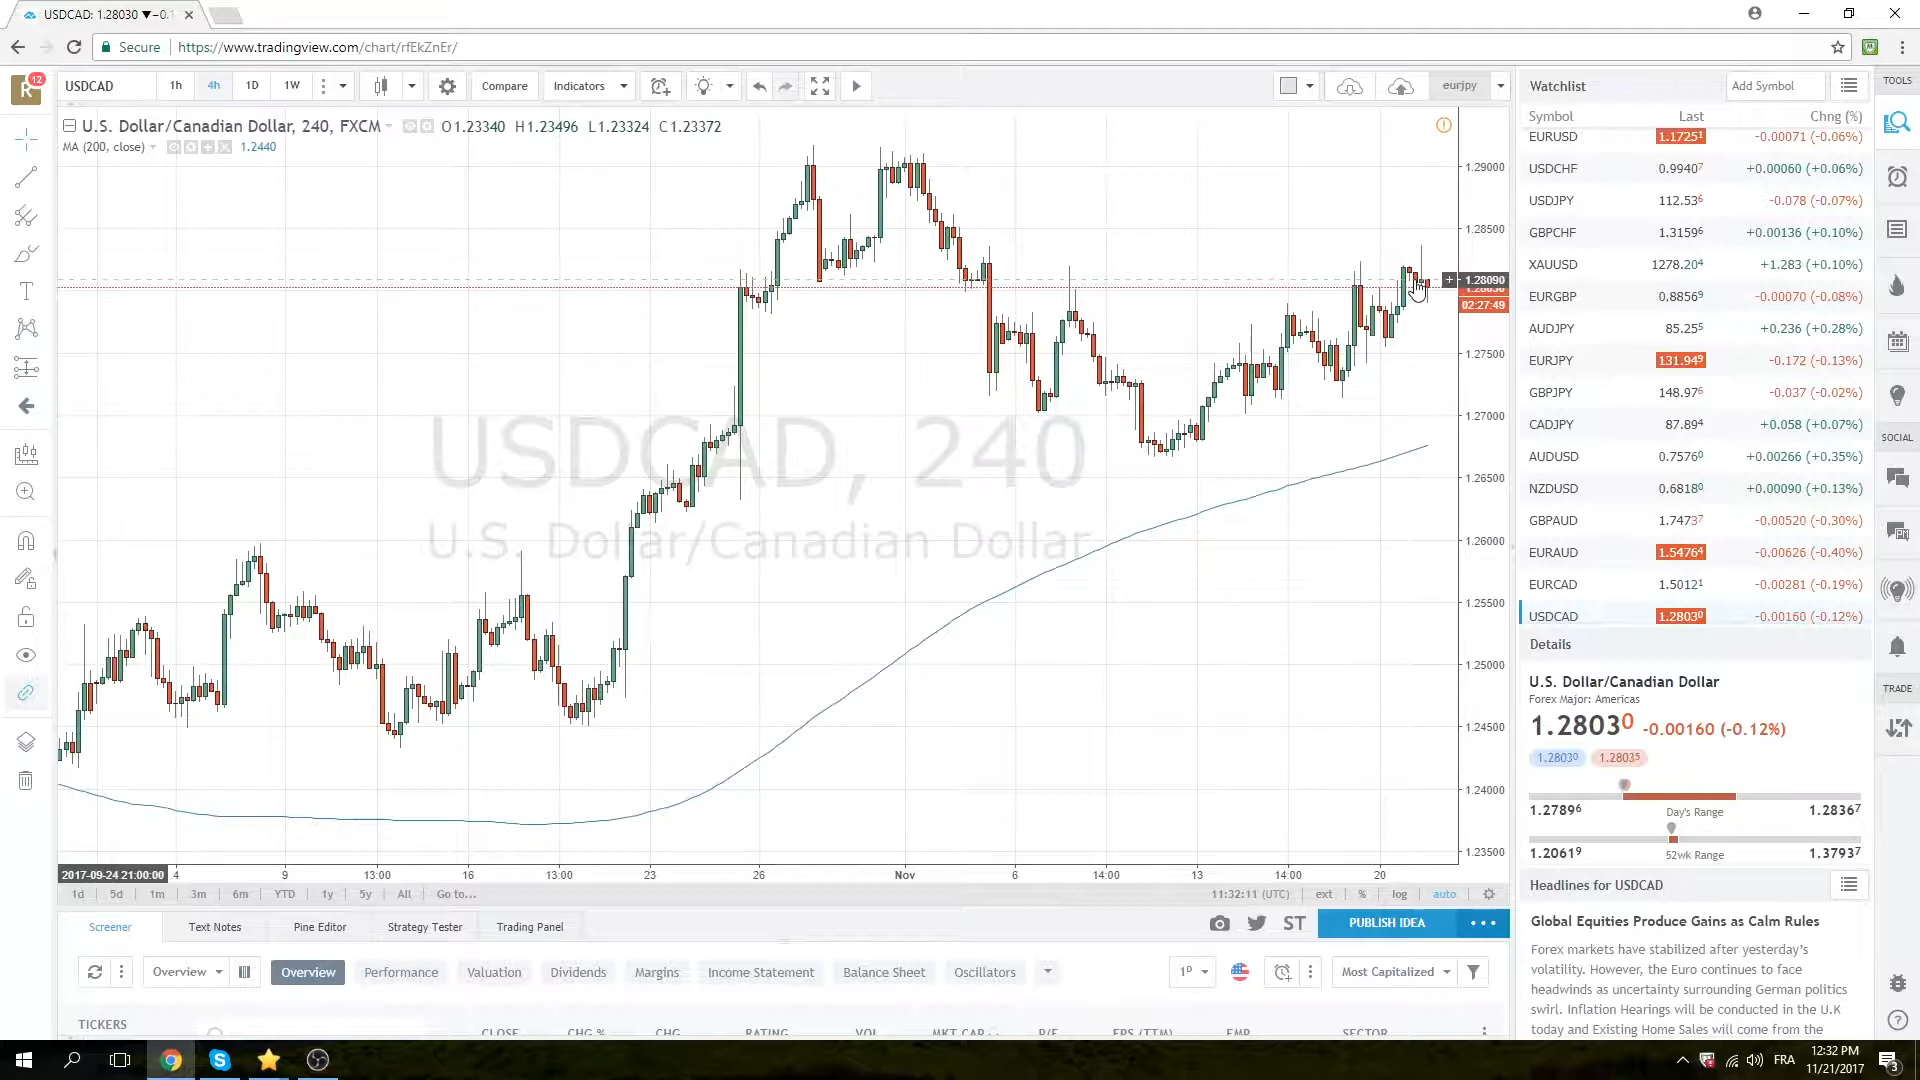 USDCAD: 1.28030 ▼−0.1
Secure https://www.tradingview.com/chart/rfEkZnEr/
R 12 USDCAD 1h 4h 1D 1W Compare Indicators eurjpy
U.S. Dollar/Canadian Dollar, 240, FXCM O1.23340 H1.23496 L1.23324 C1.23372
MA (200, close) 1.2440
USDCAD, 240
U.S. Dollar/Canadian Dollar
1.29000
1.28500
1.28090
02:27:49
1.27500
1.27000
1.26500
1.26000
1.25500
1.25000
1.24500
1.24000
1.23500
2017-09-24 21:00:00 4 9 13:00 16 13:00 23 26 Nov 6 14:00 13 14:00 20
1d 5d 1m 3m 6m YTD 1y 5y All Go to... 11:32:11 (UTC) ext % log auto
Screener Text Notes Pine Editor Strategy Tester Trading Panel ST PUBLISH IDEA
Overview Overview Performance Valuation Dividends Margins Income Statement Balance Sheet Oscillators 1D Most Capitalized
TICKERS CLOSE CHG % CHG RATING VOL MKT CAP P/E EPS (TTM) EMP SECTOR
Watchlist Add Symbol
Symbol Last Chng (%)
EURUSD 1.17251 -0.00071 (-0.06%)
USDCHF 0.99407 +0.00060 (+0.06%)
USDJPY 112.536 -0.078 (-0.07%)
GBPCHF 1.31596 +0.00136 (+0.10%)
XAUUSD 1278.204 +1.283 (+0.10%)
EURGBP 0.88569 -0.00070 (-0.08%)
AUDJPY 85.255 +0.236 (+0.28%)
EURJPY 131.949 -0.172 (-0.13%)
GBPJPY 148.976 -0.037 (-0.02%)
CADJPY 87.894 +0.058 (+0.07%)
AUDUSD 0.75760 +0.00266 (+0.35%)
NZDUSD 0.68180 +0.00090 (+0.13%)
GBPAUD 1.74737 -0.00520 (-0.30%)
EURAUD 1.54764 -0.00626 (-0.40%)
EURCAD 1.50121 -0.00281 (-0.19%)
USDCAD 1.28030 -0.00160 (-0.12%)
Details
U.S. Dollar/Canadian Dollar
Forex Major: Americas
1.28030 -0.00160 (-0.12%)
1.28030 1.28035
1.27896 Day's Range 1.28367
1.20619 52wk Range 1.37937
Headlines for USDCAD
Global Equities Produce Gains as Calm Rules
Forex markets have stabilized after yesterday's
volatility. However, the Euro continues to face
headwinds as uncertainty surrounding German politics
swirl. Inflation Hearings will be conducted in the U.K
today and Existing Home Sales will come from the
TOOLS
SOCIAL
TRADE
FRA 12:32 PM
11/21/2017
3